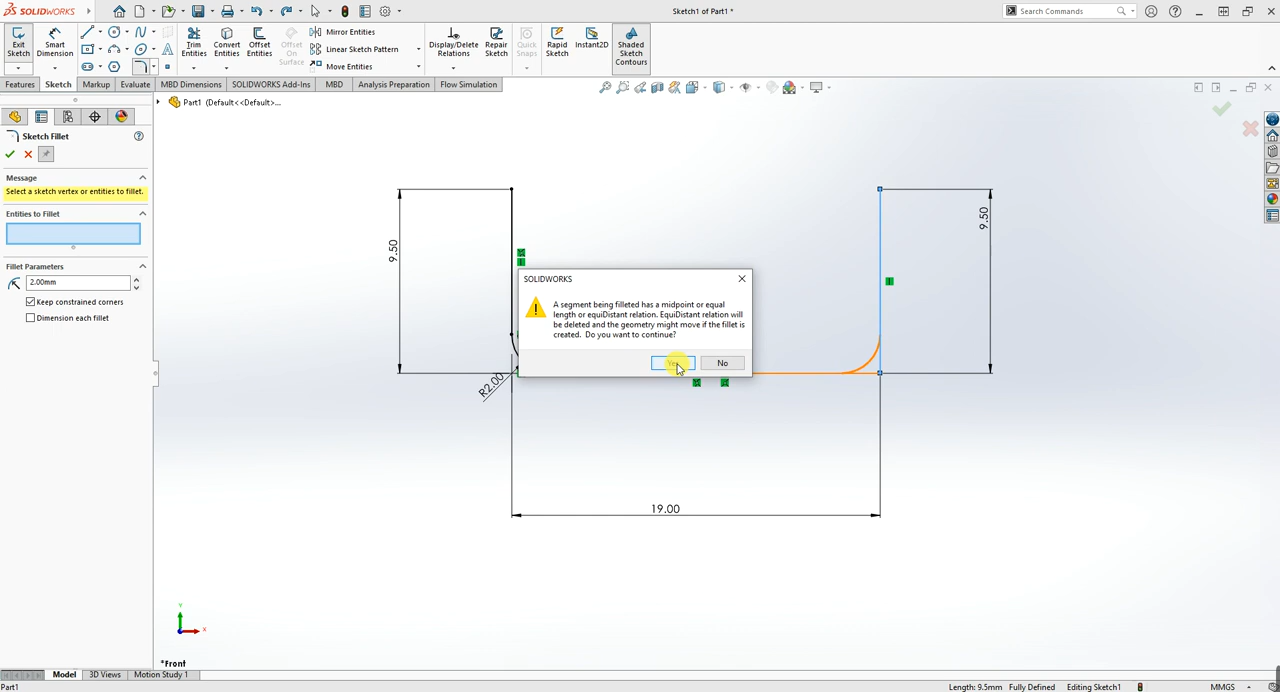 SOLIDWORKS
Sketch1 of Part1 *
Search Commands
Exit Sketch
Smart Dimension
Trim Entities
Convert Entities
Offset Entities
Offset On Surface
Mirror Entities
Linear Sketch Pattern
Move Entities
Display/Delete Relations
Repair Sketch
Quick Snaps
Rapid Sketch
Instant2D
Shaded Sketch Contours
Features
Sketch
Markup
Evaluate
MBD Dimensions
SOLIDWORKS Add-Ins
MBD
Analysis Preparation
Flow Simulation
Part1 (Default<<Default>...
Sketch Fillet
Message
Select a sketch vertex or entities to fillet.
Entities to Fillet
Fillet Parameters
2.00mm
Keep constrained corners
Dimension each fillet
9.50
9.50
R2.00
19.00
SOLIDWORKS
A segment being filleted has a midpoint or equal
length or equiDistant relation. EquiDistant relation will
be deleted and the geometry might move if the fillet is
created. Do you want to continue?
Yes
No
Y
X
*Front
Model
3D Views
Motion Study 1
Part1
Length: 9.5mm
Fully Defined
Editing Sketch1
MMGS